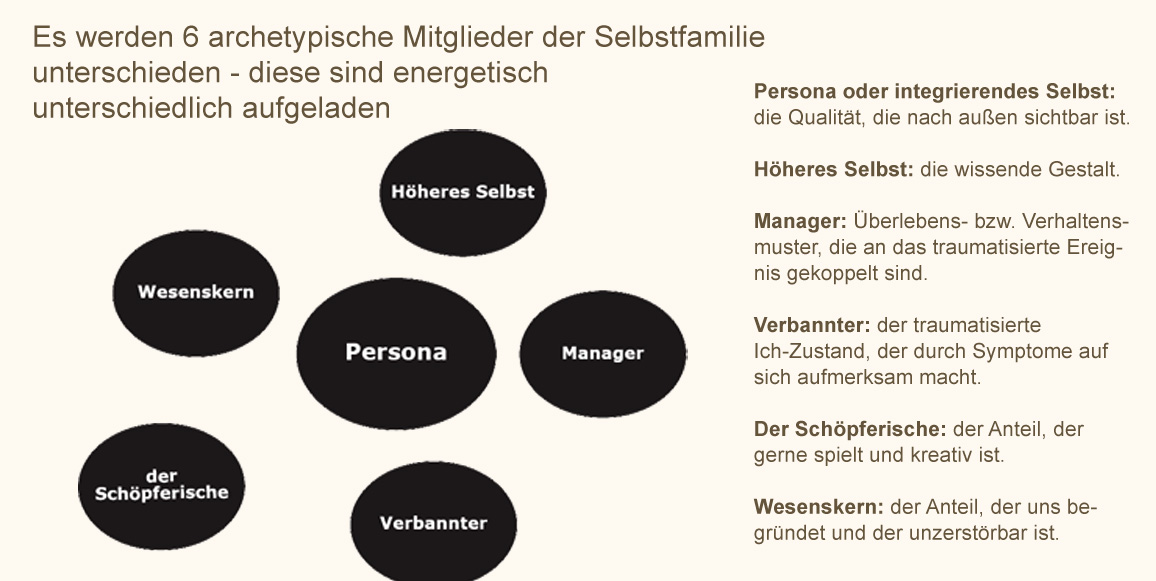 Es werden 6 archetypische Mitglieder der Selbstfamilie
unterschieden - diese sind energetisch
unterschiedlich aufgeladen
Höheres Selbst
Wesenskern
Persona
Manager
der
Schöpferische
Verbannter
Persona oder integrierendes Selbst:
die Qualität, die nach außen sichtbar ist.
Höheres Selbst: die wissende Gestalt.
Manager: Überlebens- bzw. Verhaltens-
muster, die an das traumatisierte Ereig-
nis gekoppelt sind.
Verbannter: der traumatisierte
Ich-Zustand, der durch Symptome auf
sich aufmerksam macht.
Der Schöpferische: der Anteil, der
gerne spielt und kreativ ist.
Wesenskern: der Anteil, der uns be-
gründet und der unzerstörbar ist.